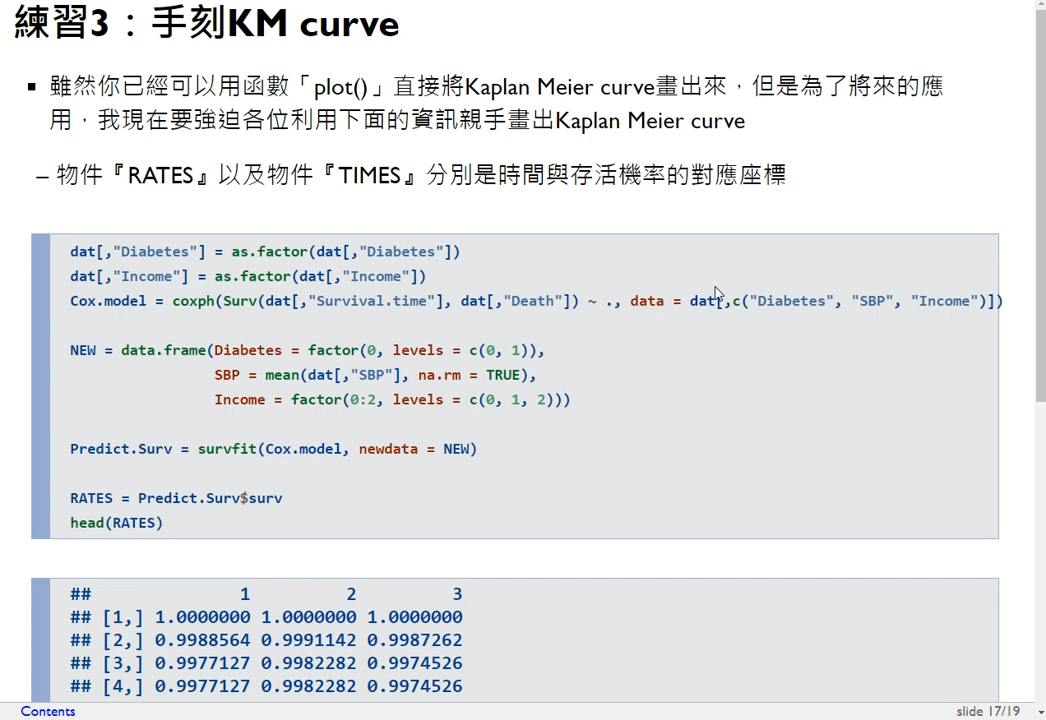 練習3：手刻KM curve
▪ 雖然你已經可以用函數「plot()」直接將Kaplan Meier curve畫出來，但是為了將來的應
用，我現在要強迫各位利用下面的資訊親手畫出Kaplan Meier curve
– 物件『RATES』以及物件『TIMES』分別是時間與存活機率的對應座標
dat[,"Diabetes"] = as.factor(dat[,"Diabetes"])
dat[,"Income"] = as.factor(dat[,"Income"])
Cox.model = coxph(Surv(dat[,"Survival.time"], dat[,"Death"]) ~ ., data = dat[,c("Diabetes", "SBP", "Income")])
NEW = data.frame(Diabetes = factor(0, levels = c(0, 1)),
SBP = mean(dat[,"SBP"], na.rm = TRUE),
Income = factor(0:2, levels = c(0, 1, 2)))
Predict.Surv = survfit(Cox.model, newdata = NEW)
RATES = Predict.Surv$surv
head(RATES)
## 1 2 3
## [1,] 1.0000000 1.0000000 1.0000000
## [2,] 0.9988564 0.9991142 0.9987262
## [3,] 0.9977127 0.9982282 0.9974526
## [4,] 0.9977127 0.9982282 0.9974526
Contents
slide 17/19